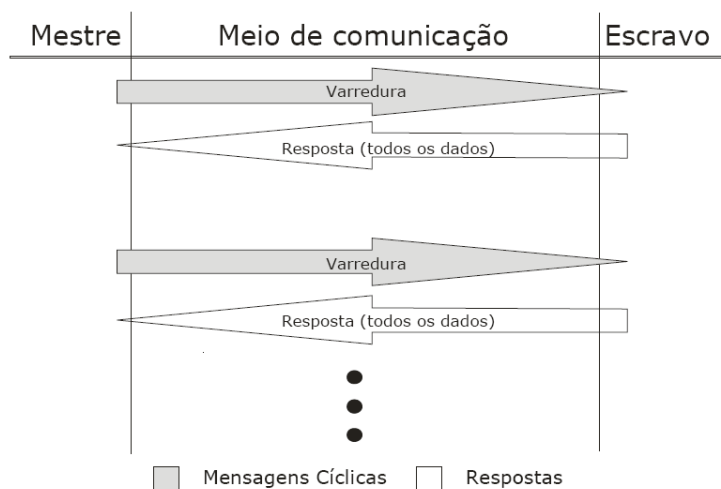 Mestre Meio de comunicação Escravo
Varredura
Resposta (todos os dados)
Varredura
Resposta (todos os dados)
Mensagens Cíclicas Respostas